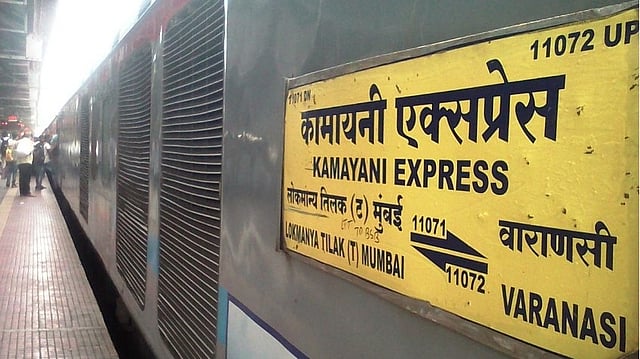 11071 DN
11072 UP
कामायनी एक्सप्रेस
KAMAYANI EXPRESS
लोकमान्य तिलक (ट) मुंबई
LOKMANYA TILAK (T) MUMBAI
11071
11072
वाराणसी
VARANASI